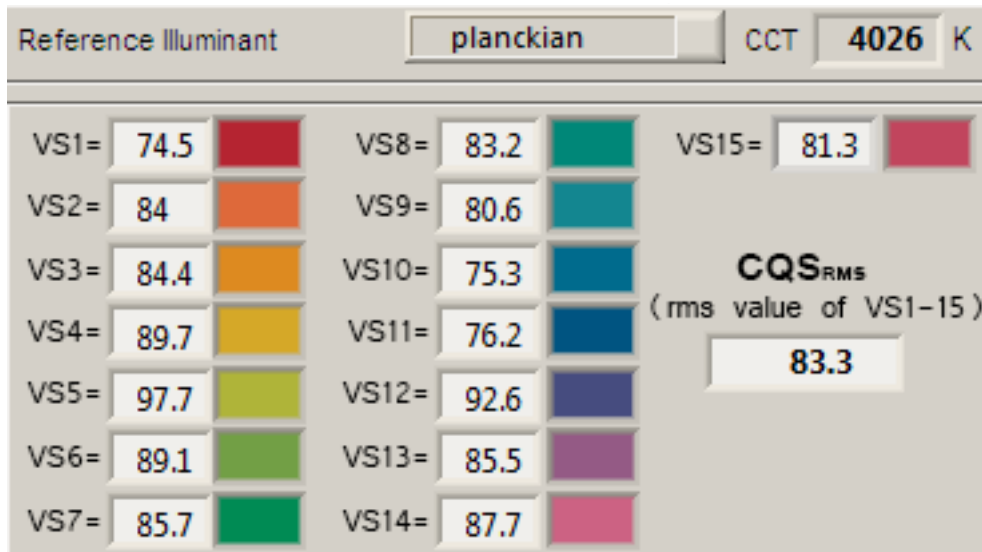 Reference Illuminant planckian CCT 4026 K
VS1= 74.5 VS8= 83.2 VS15= 81.3
VS2= 84 VS9= 80.6
VS3= 84.4 VS10= 75.3 CQSRMS
(rms value of VS1-15)
VS4= 89.7 VS11= 76.2
83.3
VS5= 97.7 VS12= 92.6
VS6= 89.1 VS13= 85.5
VS7= 85.7 VS14= 87.7